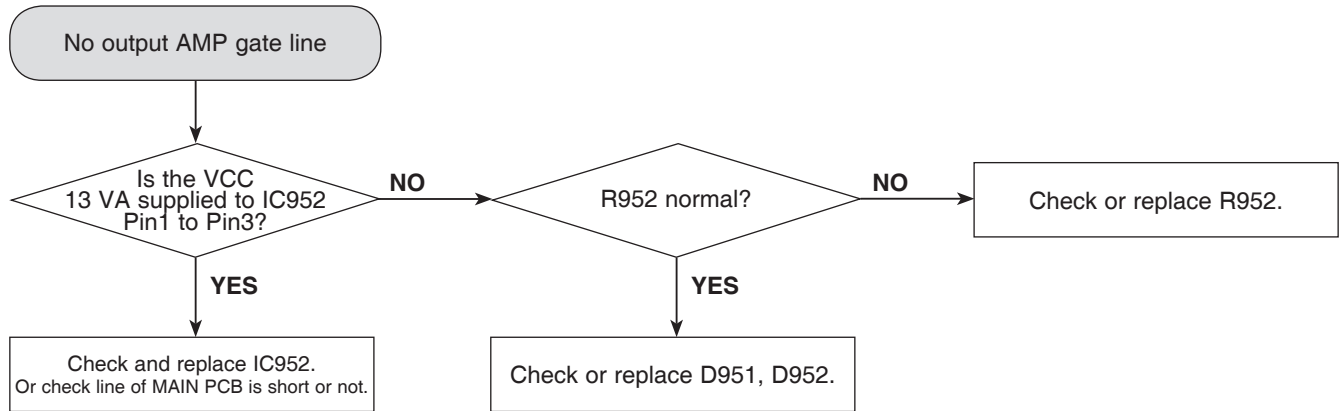 No output AMP gate line
Is the VCC
13 VA supplied to IC952
Pin1 to Pin3?
NO
R952 normal?
NO
Check or replace R952.
YES
YES
Check and replace IC952.
Or check line of MAIN PCB is short or not.
Check or replace D951, D952.